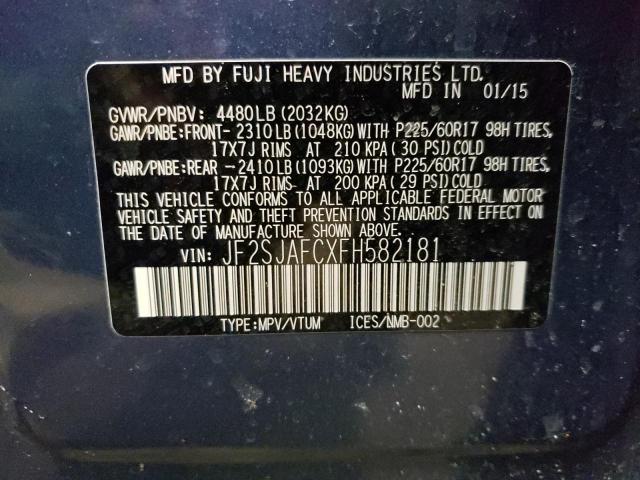 MFD BY FUJI HEAVY INDUSTRIES LTD.
MFD IN 01/15
GVWR/PNBV: 4480LB (2032KG)
GAWR/PNBE:FRONT- 2310LB (1048KG) WITH P225/60R17 98H TIRES,
17X7J RIMS AT 210 KPA (30 PSI) COLD
GAWR/PNBE:REAR -2410LB (1093KG) WITH P225/60R17 98H TIRES,
17X7J RIMS AT 200 KPA (29 PSI) COLD
THIS VEHICLE CONFORMS TO ALL APPLICABLE FEDERAL MOTOR
VEHICLE SAFETY AND THEFT PREVENTION STANDARDS IN EFFECT ON
THE DATE OF MANUFACTURE SHOWN ABOVE.
VIN: JF2SJAFCXFH582181
TYPE:MPV/VTUM ICES/NMB-002